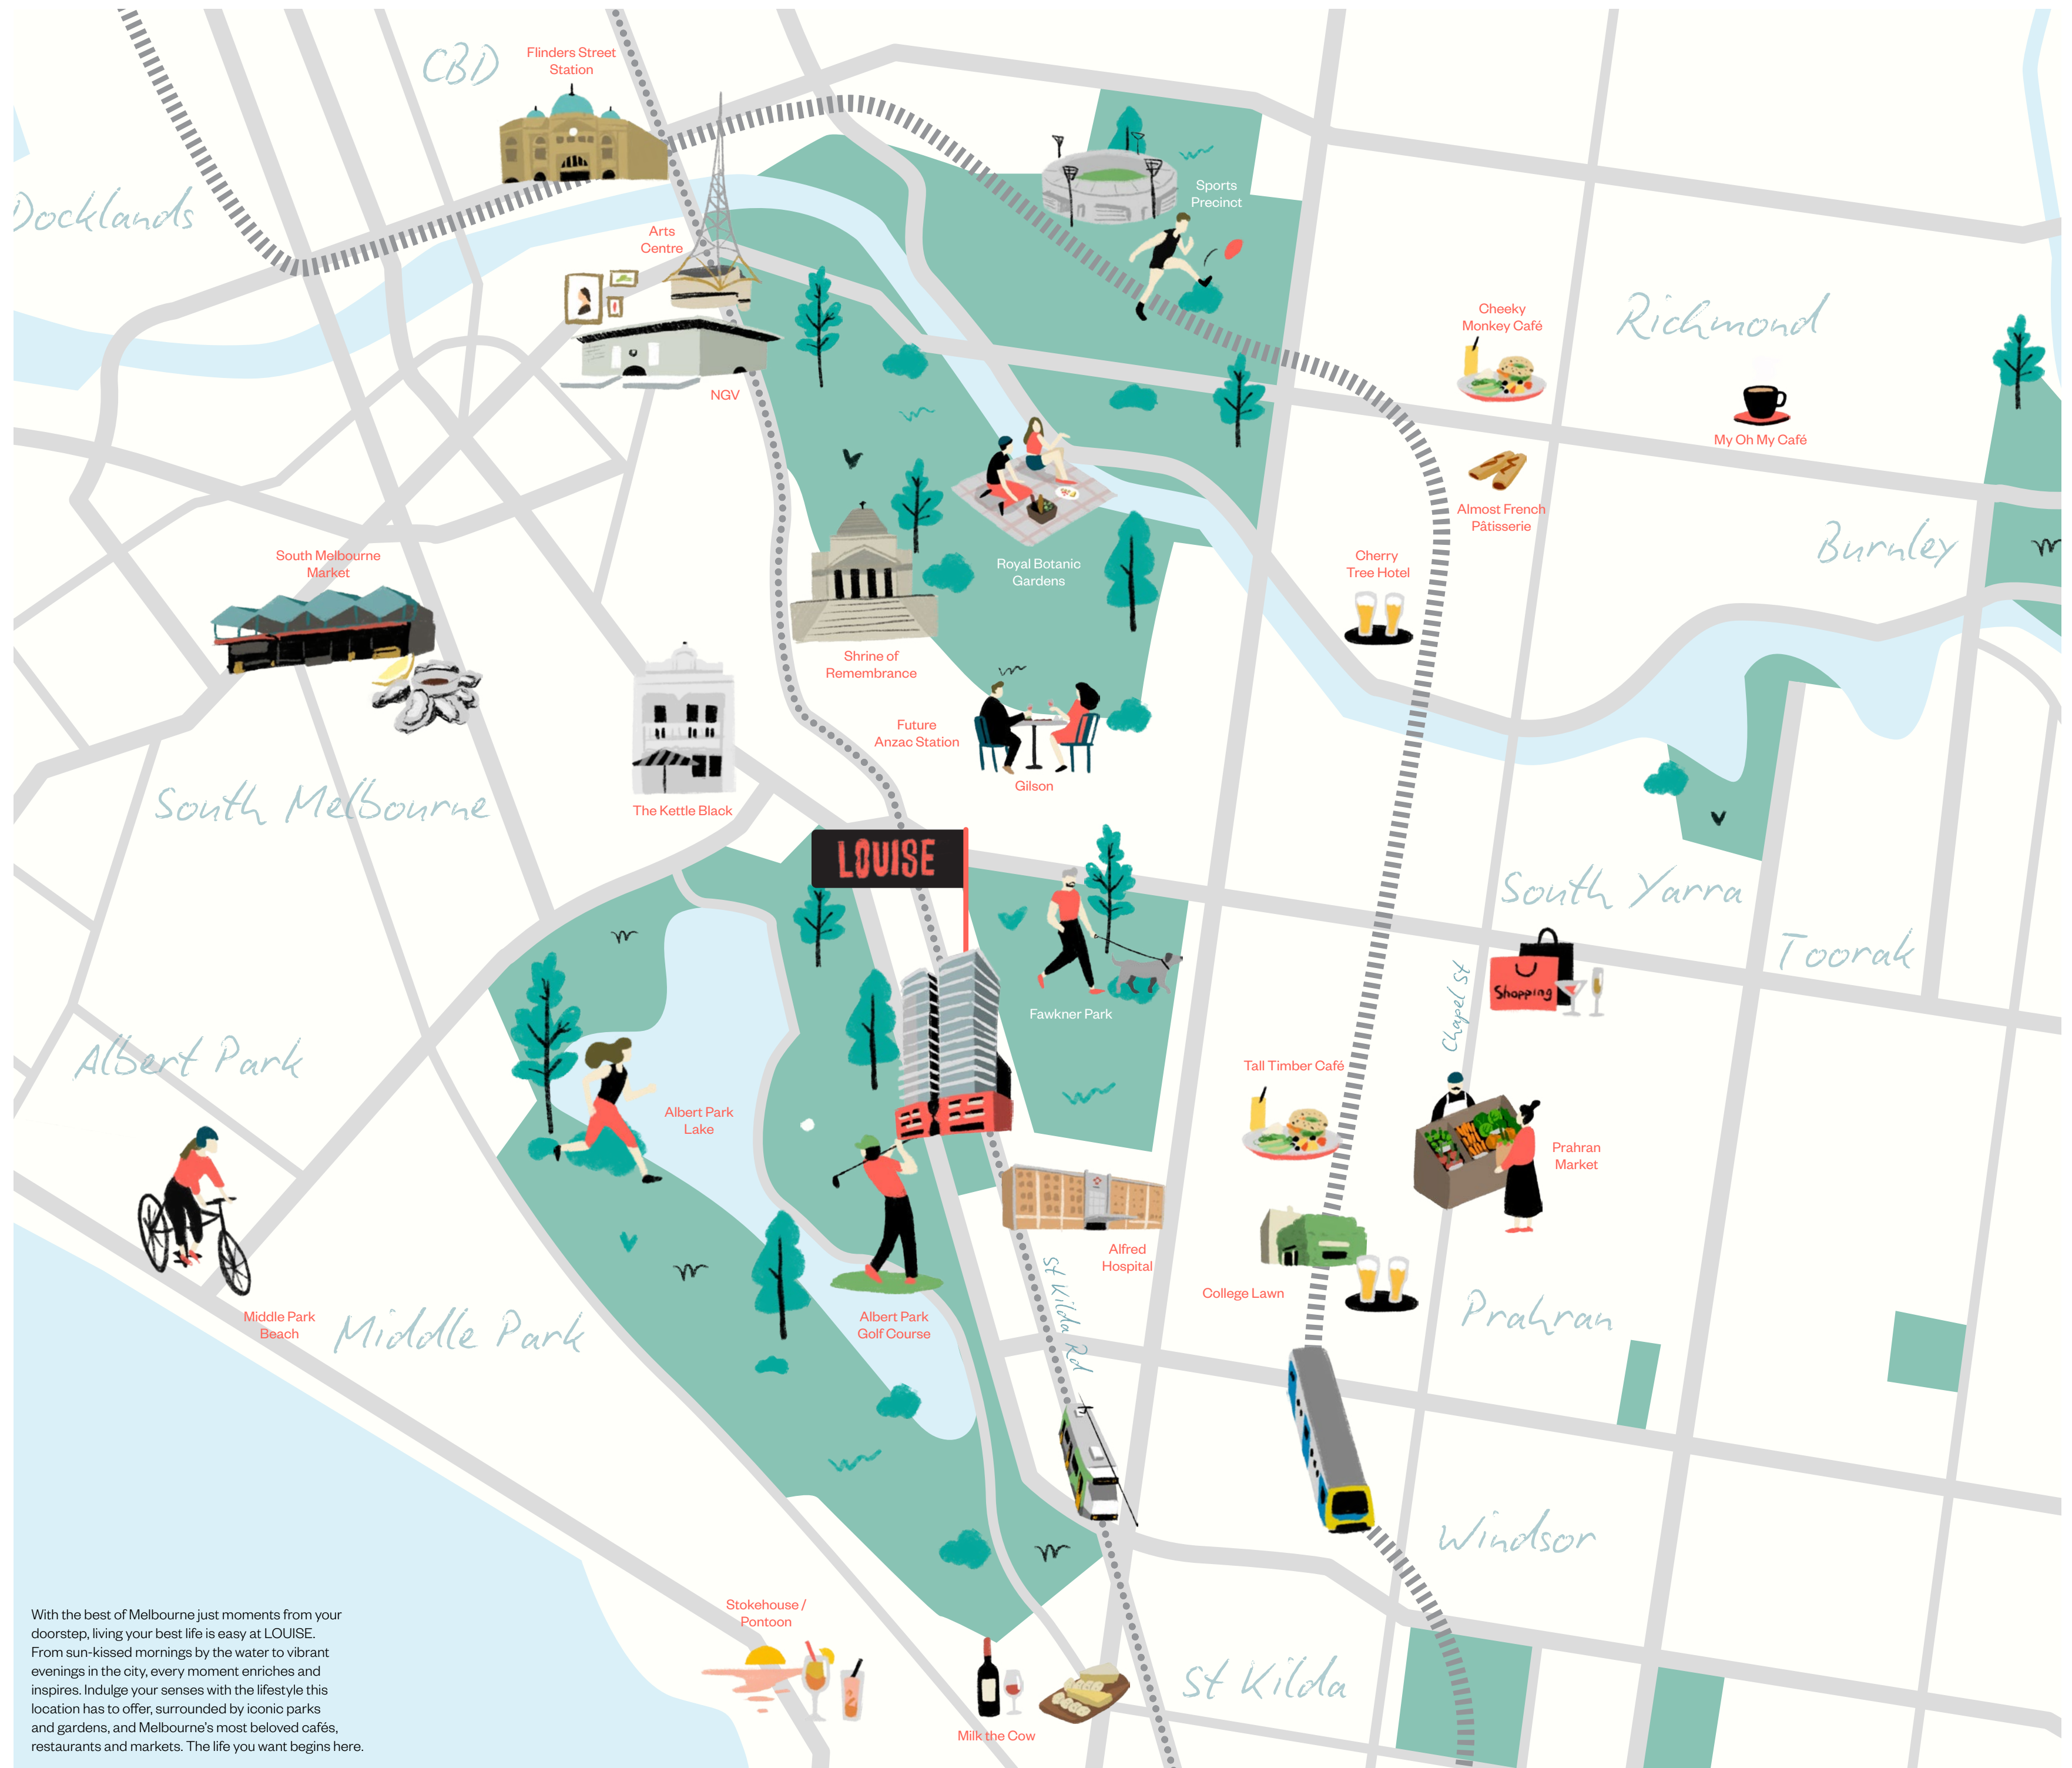 CBD
Flinders Street
Station
Docklands
Sports
Precinct
Arts
Centre
NGV
Cheeky
Monkey Café
Richmond
My Oh My Café
Almost French
Pâtisserie
Burnley
Cherry
Tree Hotel
Royal Botanic
Gardens
South Melbourne
Market
Shrine of
Remembrance
Future
Anzac Station
Gilson
South Melbourne
The Kettle Black
LOUISE
South Yarra
Toorak
Chapel St
Shopping
Fawkner Park
Albert Park
Tall Timber Café
Albert Park
Lake
Prahran
Market
Alfred
Hospital
St Kilda Rd
College Lawn
Prahran
Middle Park
Beach
Middle Park
Albert Park
Golf Course
Windsor
Stokehouse /
Pontoon
St Kilda
Milk the Cow
With the best of Melbourne just moments from your
doorstep, living your best life is easy at LOUISE.
From sun-kissed mornings by the water to vibrant
evenings in the city, every moment enriches and
inspires. Indulge your senses with the lifestyle this
location has to offer, surrounded by iconic parks
and gardens, and Melbourne's most beloved cafés,
restaurants and markets. The life you want begins here.